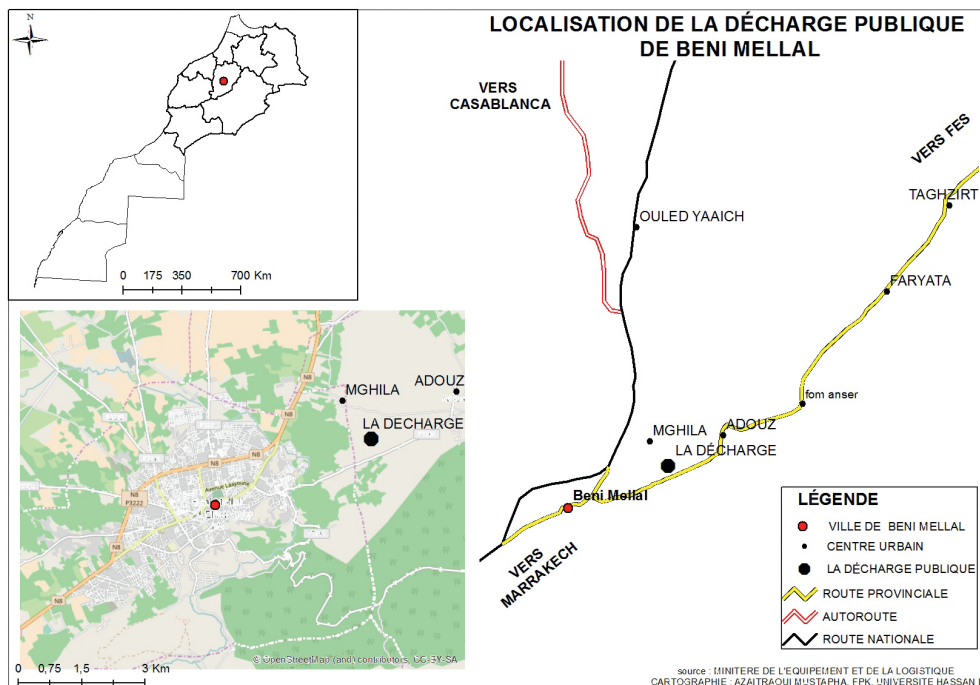 LOCALISATION DE LA DÉCHARGE PUBLIQUE
DE BENI MELLAL
N
0 175 350 700 Km
VERS
CASABLANCA
VERS FES
TAGHZIRT
OULED YAAICH
FARYATA
fom anser
MGHILA
ADOUZ
LA DÉCHARGE
Beni Mellal
VERS
MARRAKECH
N8
MGHILA
ADOUZ
LA DECHARGE
N8
N8
Avenue Laayoune
N8
P3222
N8
N8
© OpenStreetMap (and) contributors, CC-BY-SA
0 0,75 1,5 3 Km
LÉGENDE
VILLE DE BENI MELLAL
CENTRE URBAIN
LA DÉCHARGE PUBLIQUE
ROUTE PROVINCIALE
AUTOROUTE
ROUTE NATIONALE
source : MINITERE DE L'EQUIPEMENT ET DE LA LOGISTIQUE
CARTOGRAPHIE : AZAITRAOUI MUSTAPHA, FPK, UNIVERSITE HASSAN I